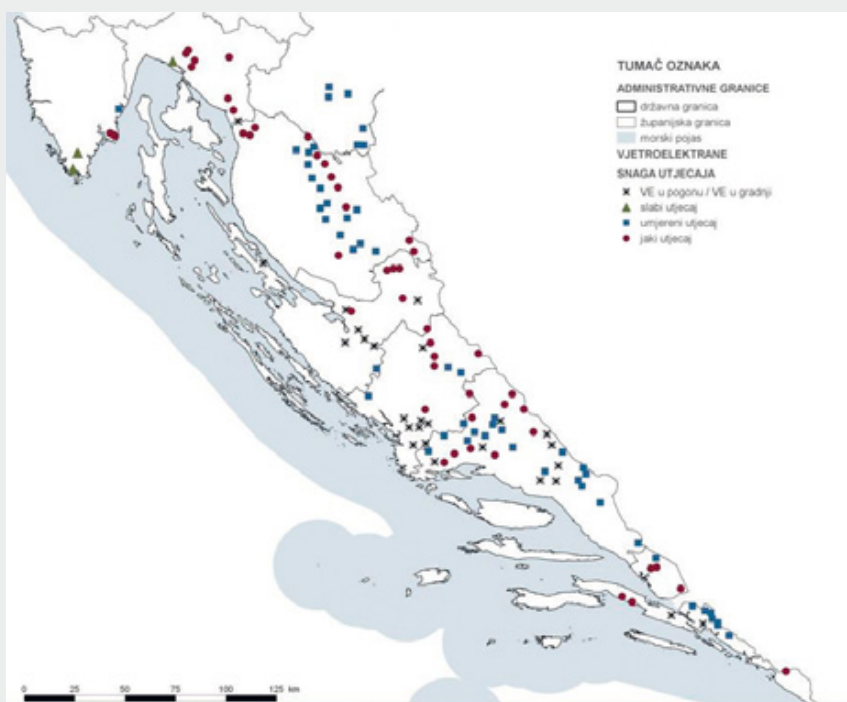 TUMAČ OZNAKA
ADMINISTRATIVNE GRANICE
državna granica
županijska granica
morski pojas
VJETROELEKTRANE
SNAGA UTJECAJA
VE u pogonu / VE u gradnji
slabi utjecaj
umjereni utjecaj
jaki utjecaj
0 25 50 75 100 125 km